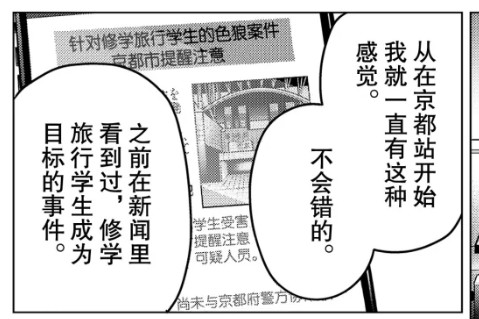 从在京都站开始
我就一直有这种
感觉。
不会错的。
针对修学旅行学生的色狼案件
京都市提醒注意
学生受害
提醒注意
可疑人员。
尚未与京都府警方
之前在新闻里
看到过，修学
旅行学生成为
目标的事件。